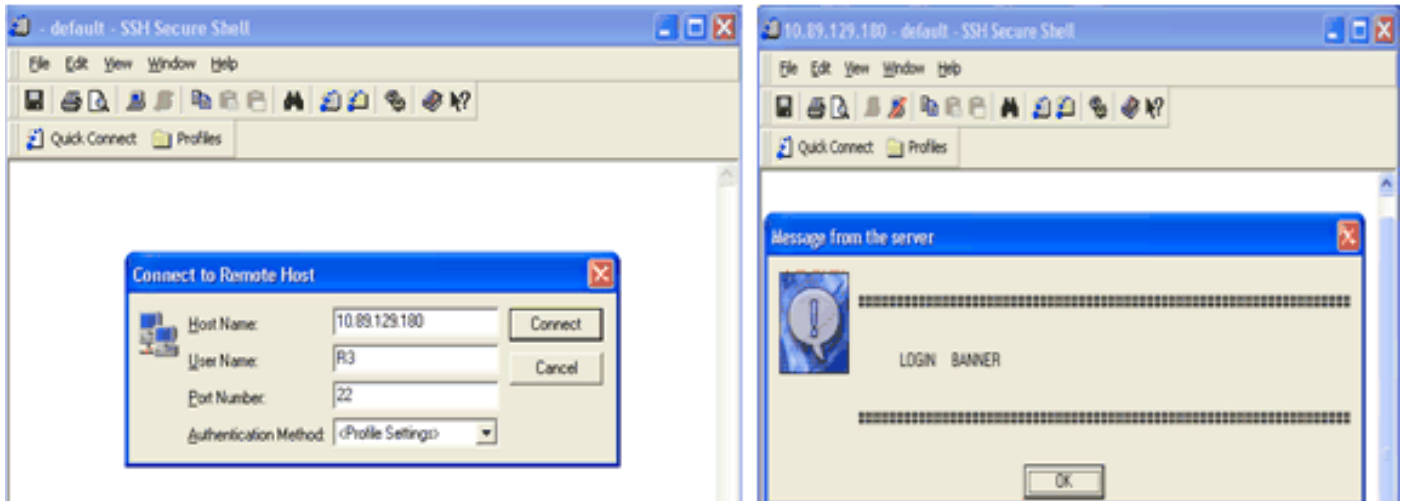 - default - SSH Secure Shell
File Edit View Window Help
Quick Connect Profiles
Connect to Remote Host
Host Name: 10.89.129.180 Connect
User Name: R3 Cancel
Port Number: 22
Authentication Method: <Profile Settings>
10.89.129.180 - default - SSH Secure Shell
File Edit View Window Help
Quick Connect Profiles
Message from the server
LOGIN BANNER
OK